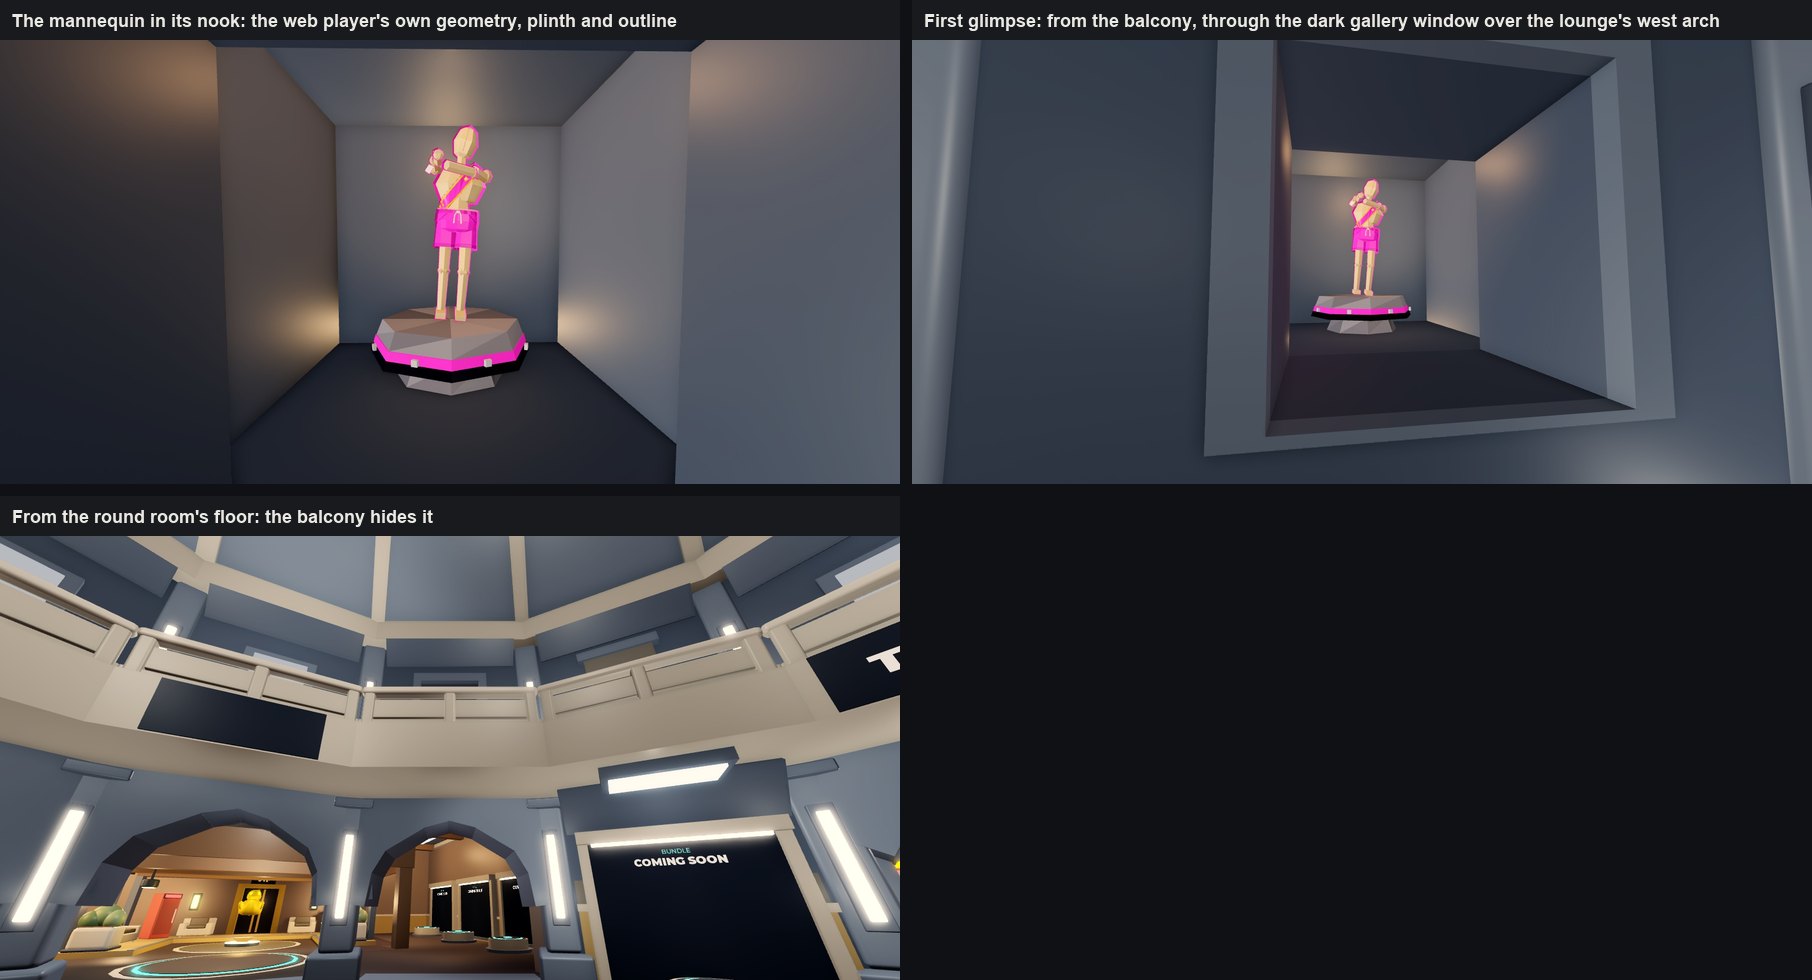 The mannequin in its nook: the web player's own geometry, plinth and outline
First glimpse: from the balcony, through the dark gallery window over the lounge's west arch
From the round room's floor: the balcony hides it
BUNDLE
COMING SOON